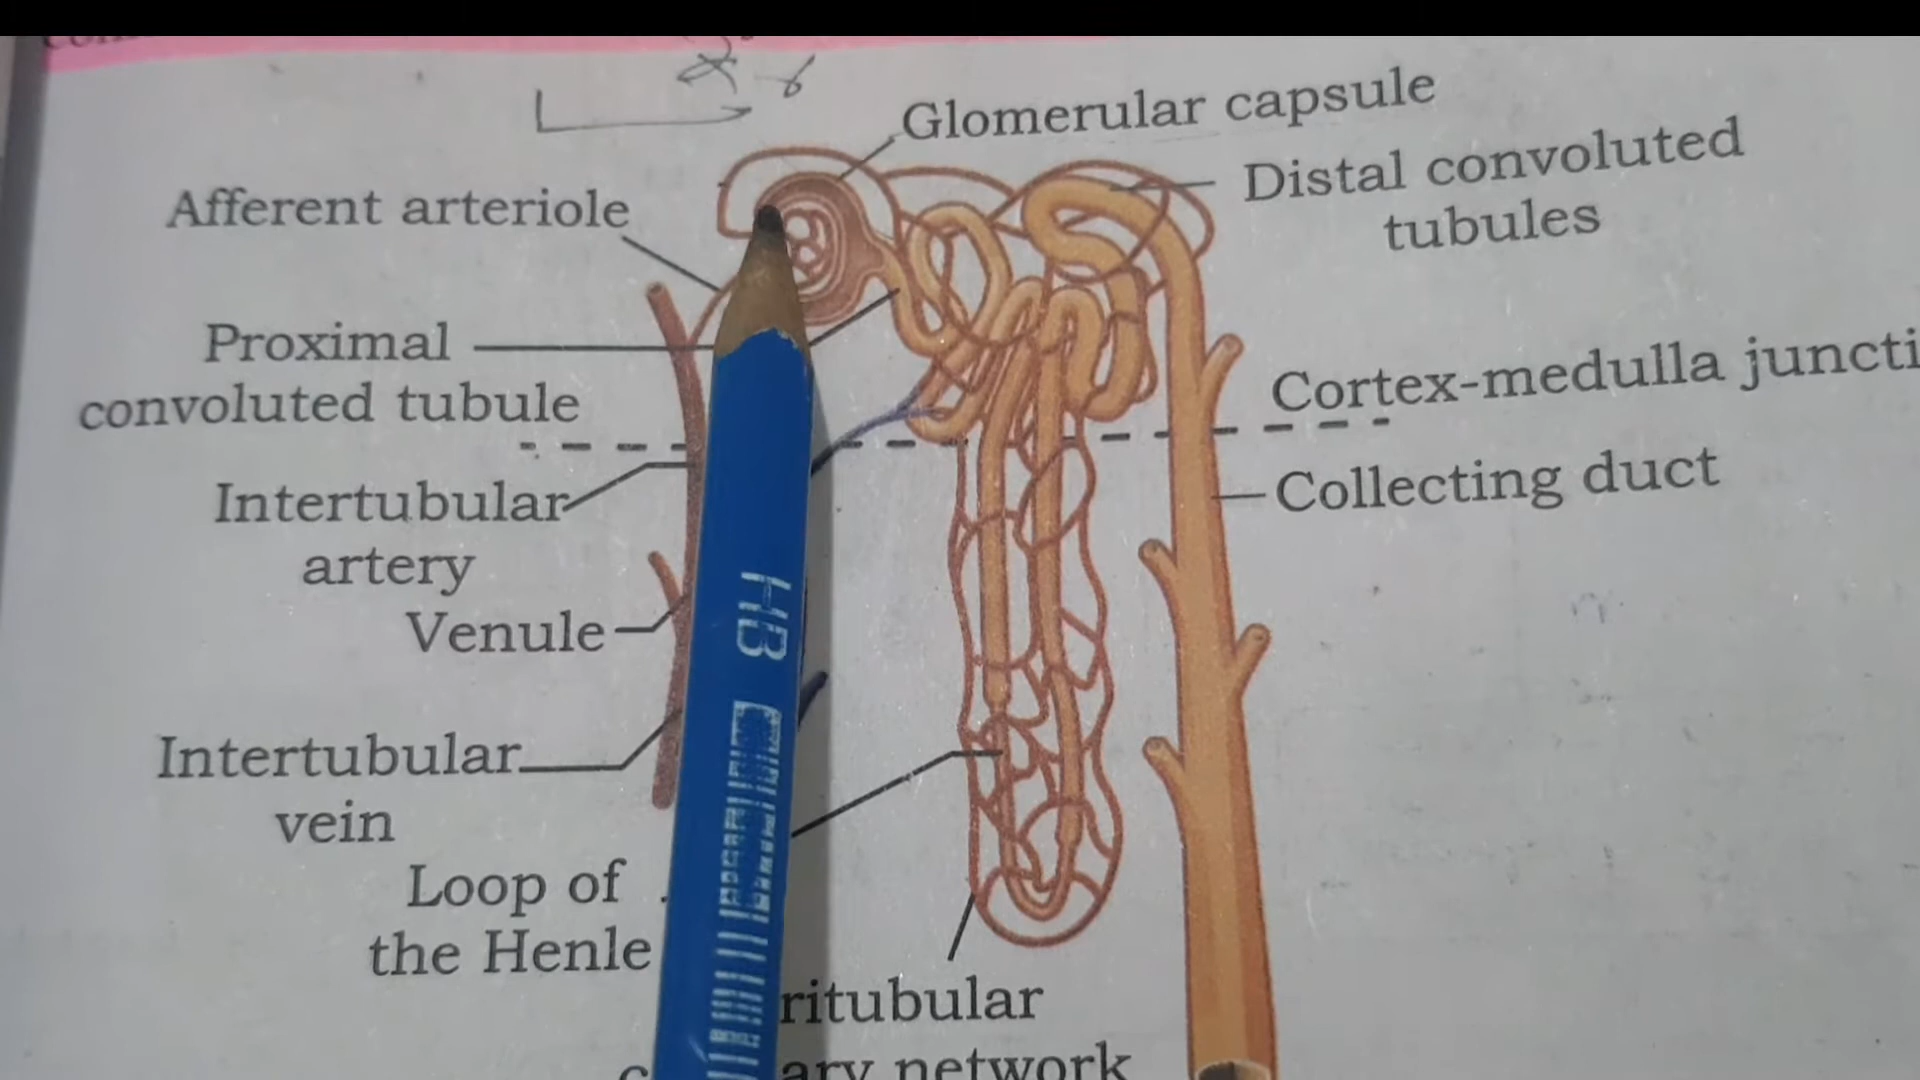 Glomerular capsule
Distal convoluted
tubules
Afferent arteriole
Proximal
convoluted tubule
Cortex-medulla juncti
Collecting duct
Intertubular
artery
Venule
Intertubular
vein
Loop of
the Henle
ritubular
ary network
HB